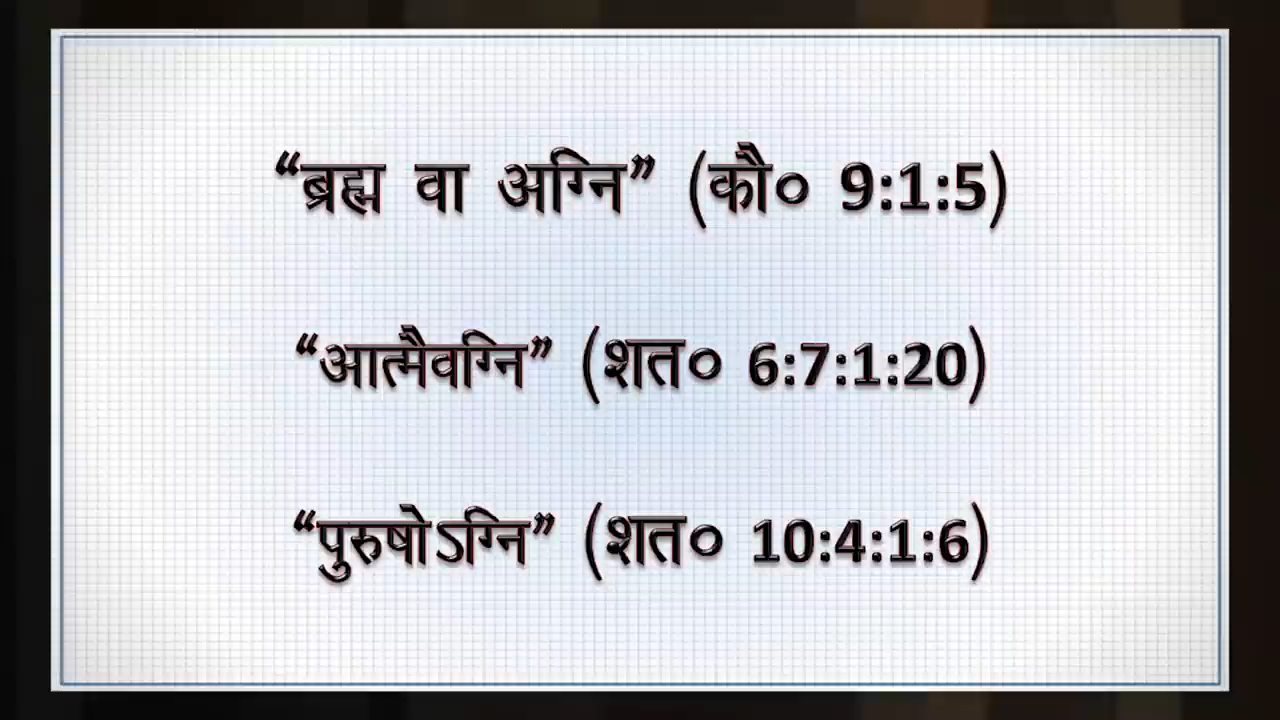 “ब्रह्म वा अग्नि” (कौ० 9:1:5)
“आत्मैवग्नि” (शत० 6:7:1:20)
“पुरुषोऽग्नि” (शत० 10:4:1:6)